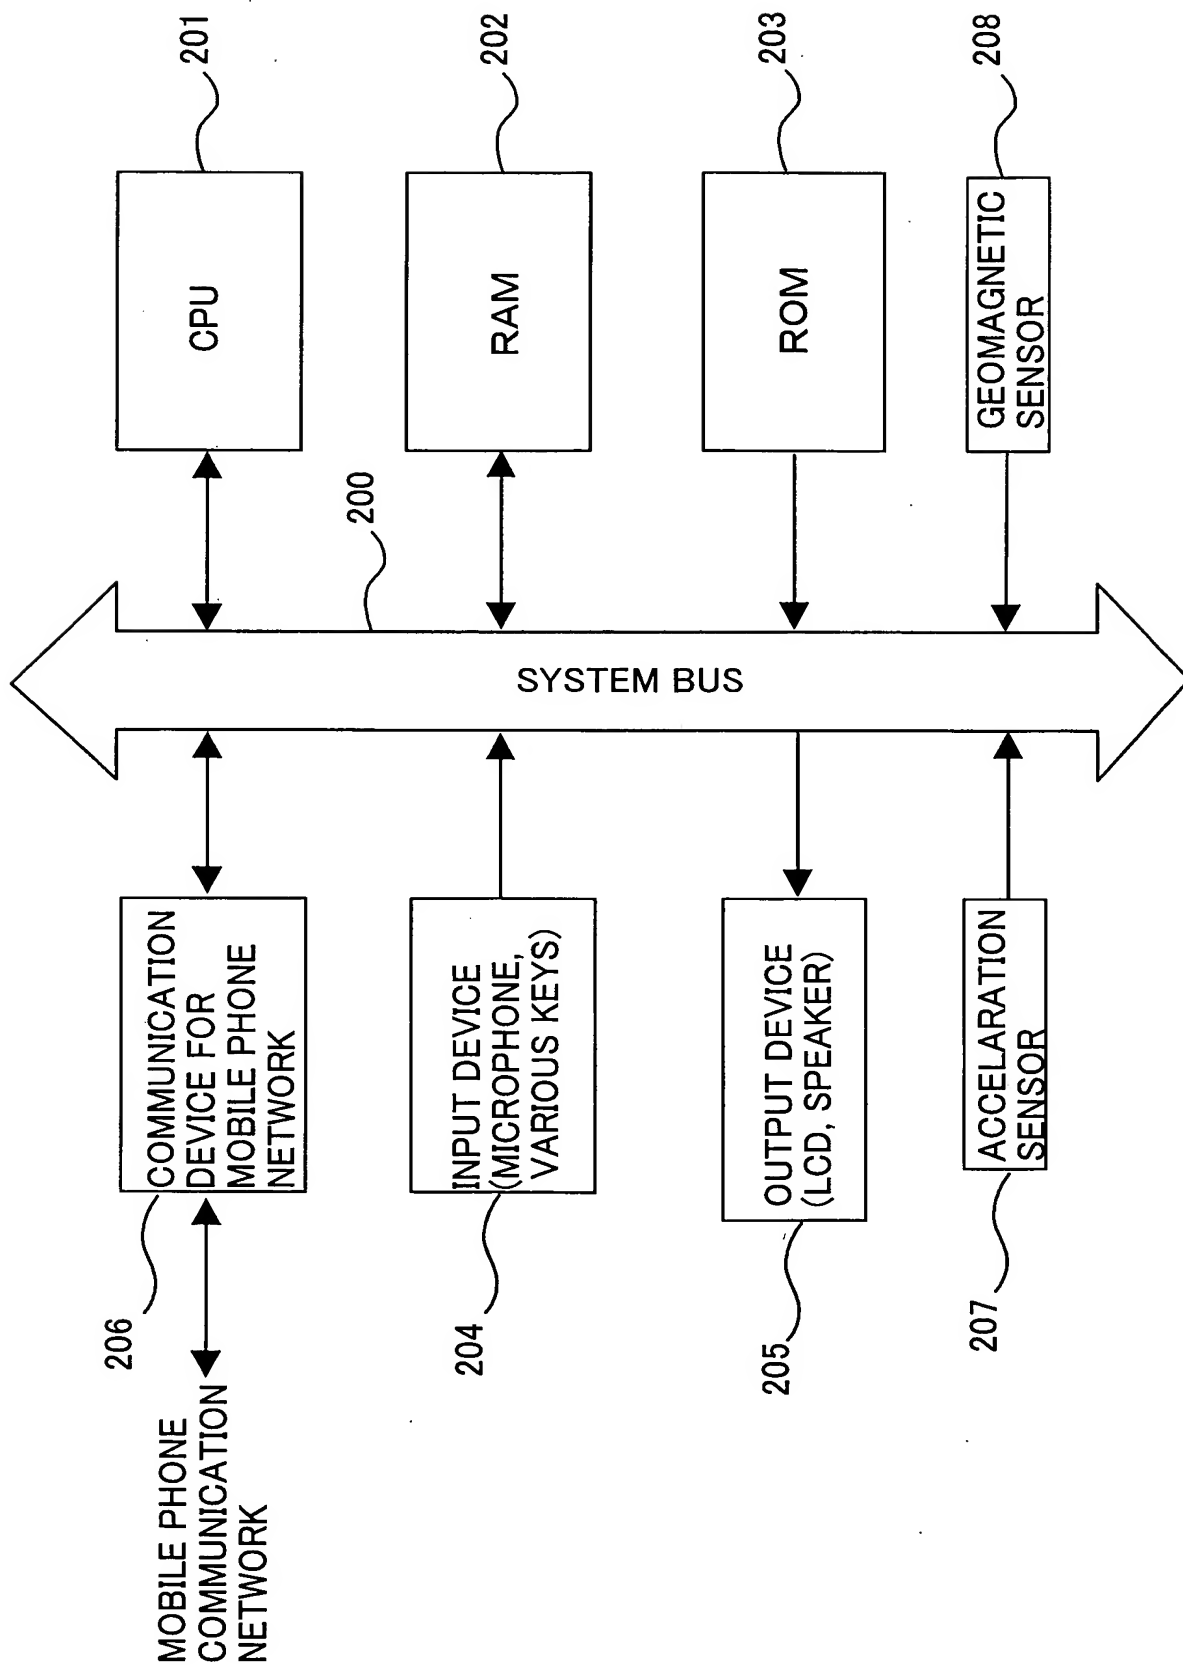 MOBILE PHONE
COMMUNICATION
NETWORK
206
COMMUNICATION
DEVICE FOR
MOBILE PHONE
NETWORK
204
INPUT DEVICE
(MICROPHONE,
VARIOUS KEYS)
205
OUTPUT DEVICE
(LCD, SPEAKER)
207
ACCELARATION
SENSOR
SYSTEM BUS
200
CPU
201
RAM
202
ROM
203
GEOMAGNETIC
SENSOR
208